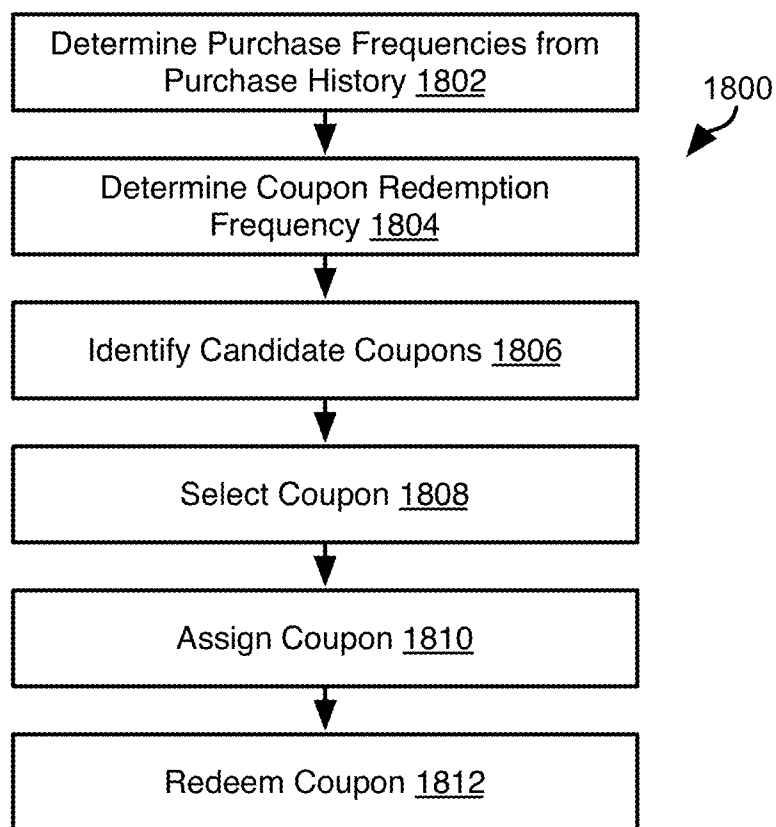 Determine Purchase Frequencies from
Purchase History 1802
1800
Determine Coupon Redemption
Frequency 1804
Identify Candidate Coupons 1806
Select Coupon 1808
Assign Coupon 1810
Redeem Coupon 1812